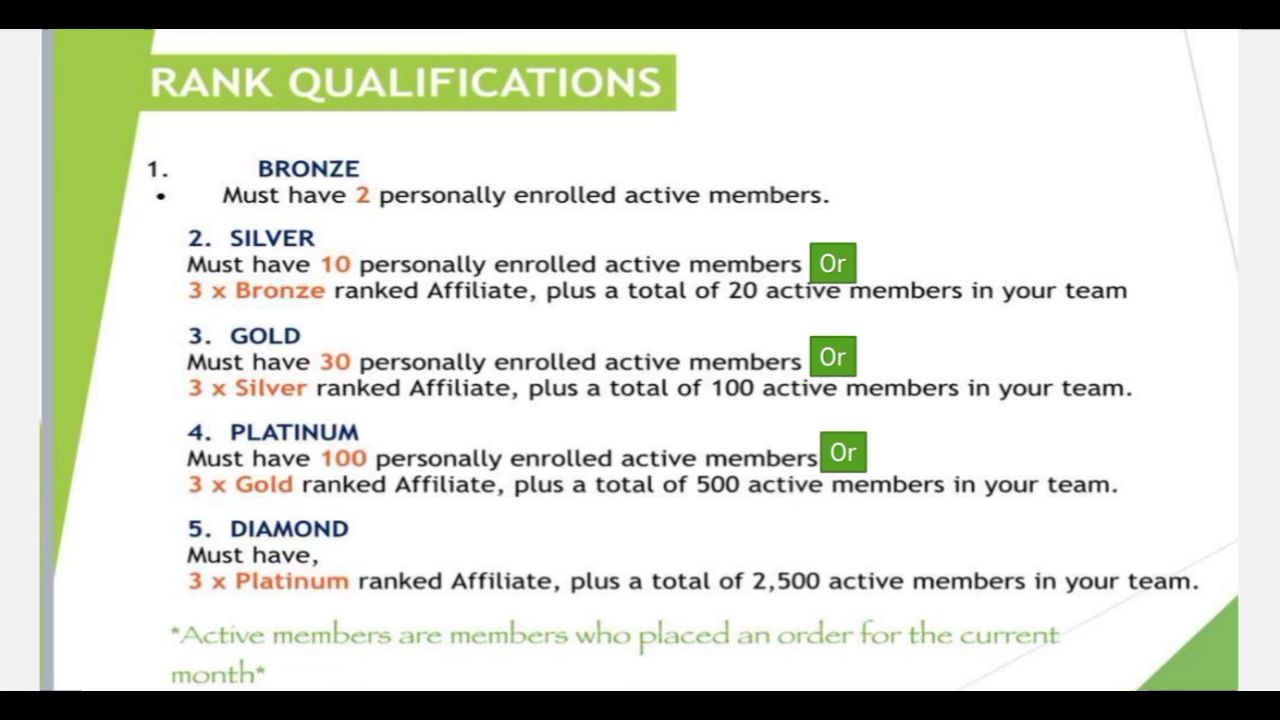 RANK QUALIFICATIONS
1. BRONZE
• Must have 2 personally enrolled active members.
2. SILVER
Must have 10 personally enrolled active members Or
3 x Bronze ranked Affiliate, plus a total of 20 active members in your team
3. GOLD
Must have 30 personally enrolled active members Or
3 x Silver ranked Affiliate, plus a total of 100 active members in your team.
4. PLATINUM
Must have 100 personally enrolled active members Or
3 x Gold ranked Affiliate, plus a total of 500 active members in your team.
5. DIAMOND
Must have,
3 x Platinum ranked Affiliate, plus a total of 2,500 active members in your team.
*Active members are members who placed an order for the current
month*